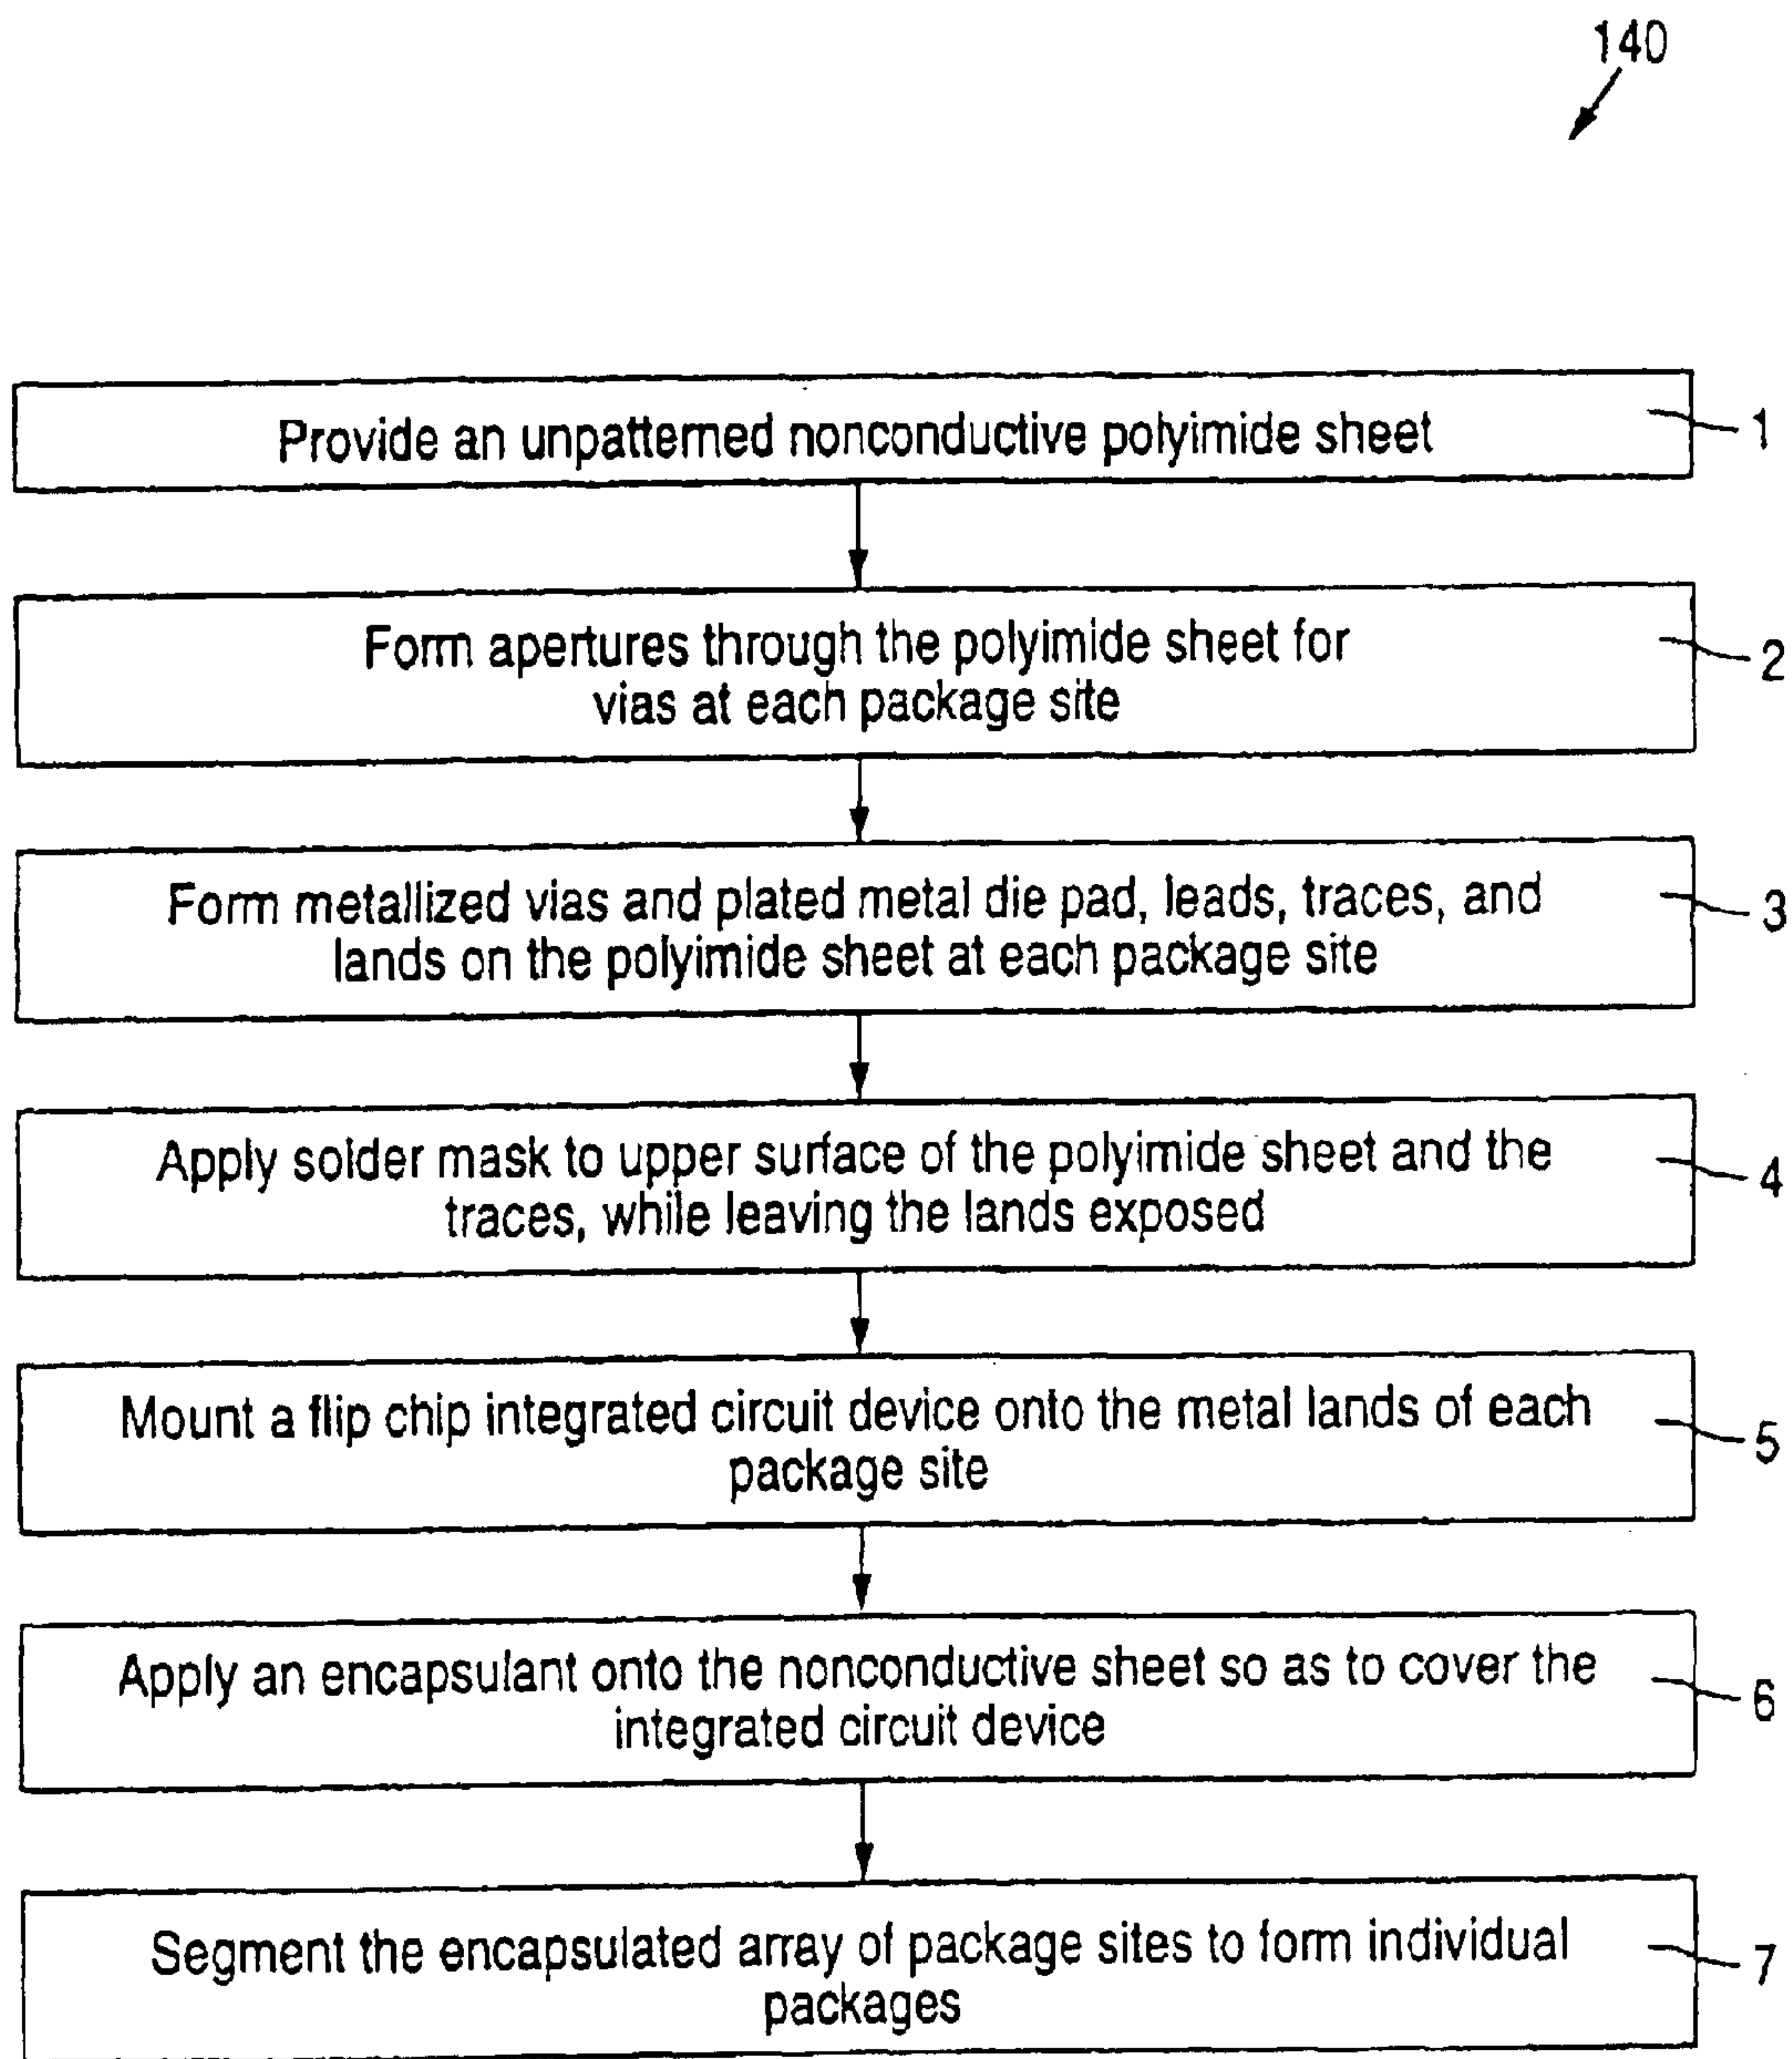 140
Provide an unpatterned nonconductive polyimide sheet
1
Form apertures through the polyimide sheet for
vias at each package site
2
Form metallized vias and plated metal die pad, leads, traces, and
lands on the polyimide sheet at each package site
3
Apply solder mask to upper surface of the polyimide sheet and the
traces, while leaving the lands exposed
4
Mount a flip chip integrated circuit device onto the metal lands of each
package site
5
Apply an encapsulant onto the nonconductive sheet so as to cover the
integrated circuit device
6
Segment the encapsulated array of package sites to form individual
packages
7